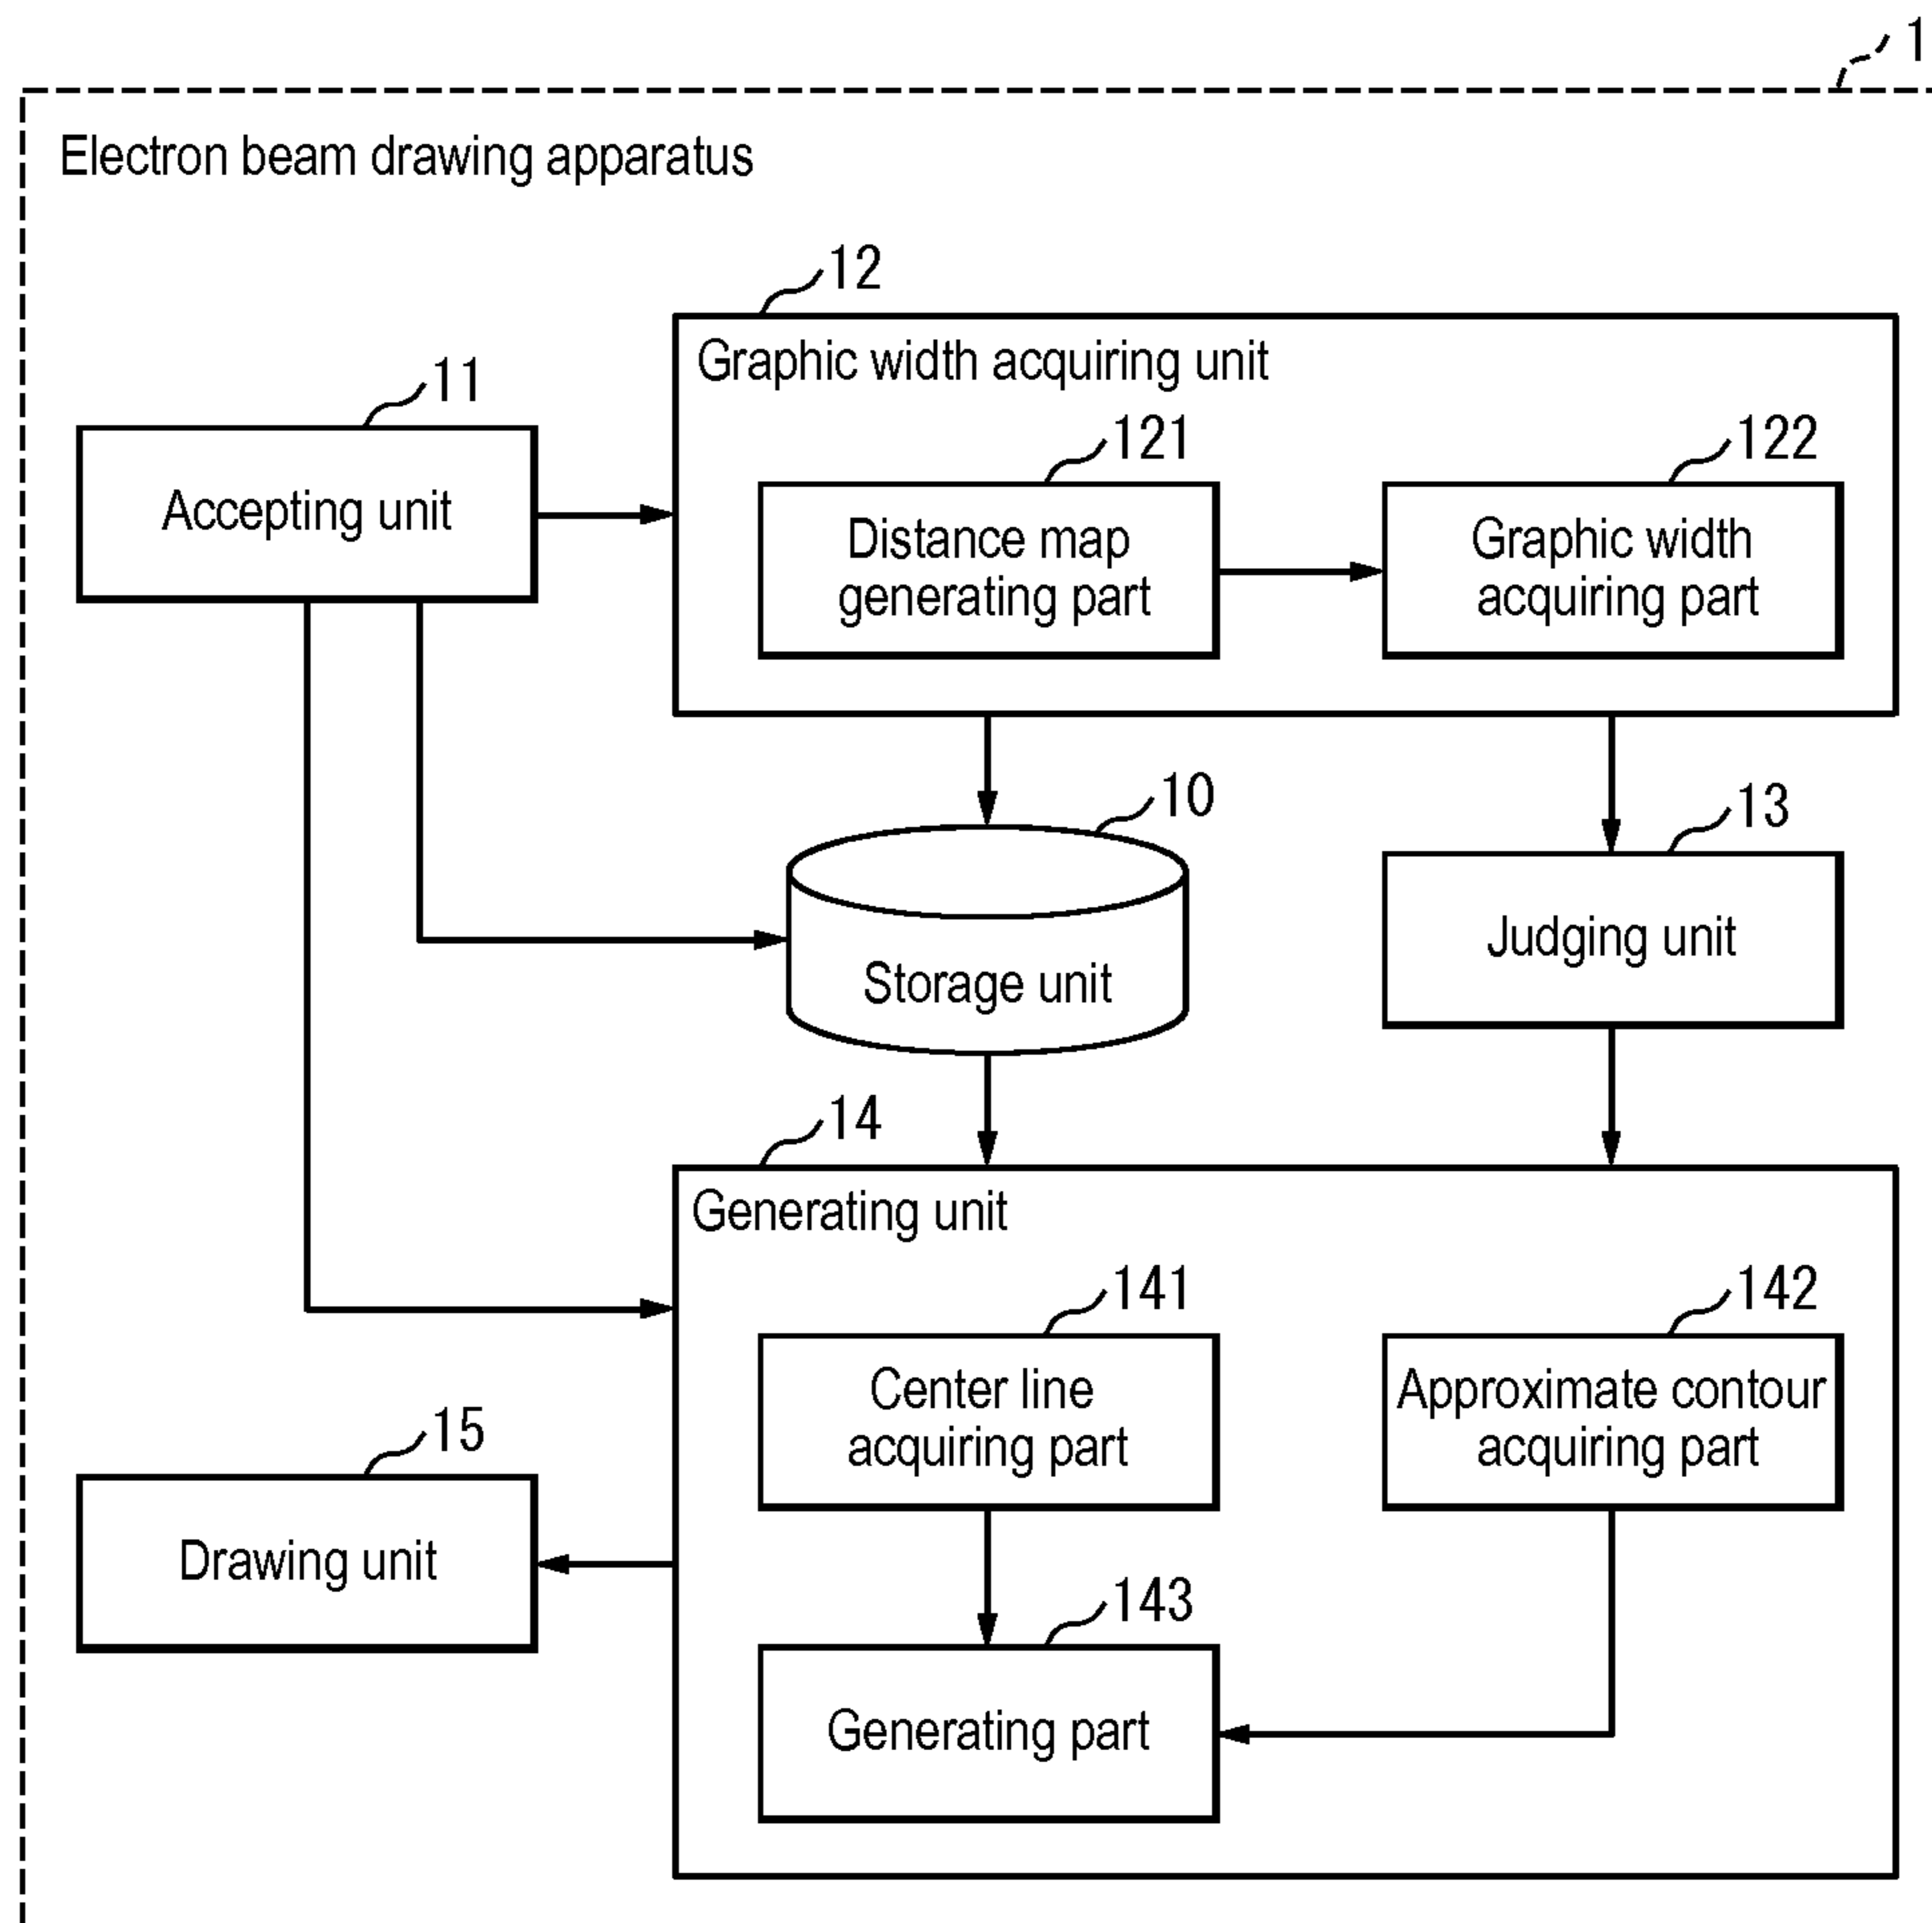 1
Electron beam drawing apparatus
12
Graphic width acquiring unit
11
Accepting unit
121
Distance map
generating part
122
Graphic width
acquiring part
10
Storage unit
13
Judging unit
14
Generating unit
141
Center line
acquiring part
142
Approximate contour
acquiring part
15
Drawing unit
143
Generating part